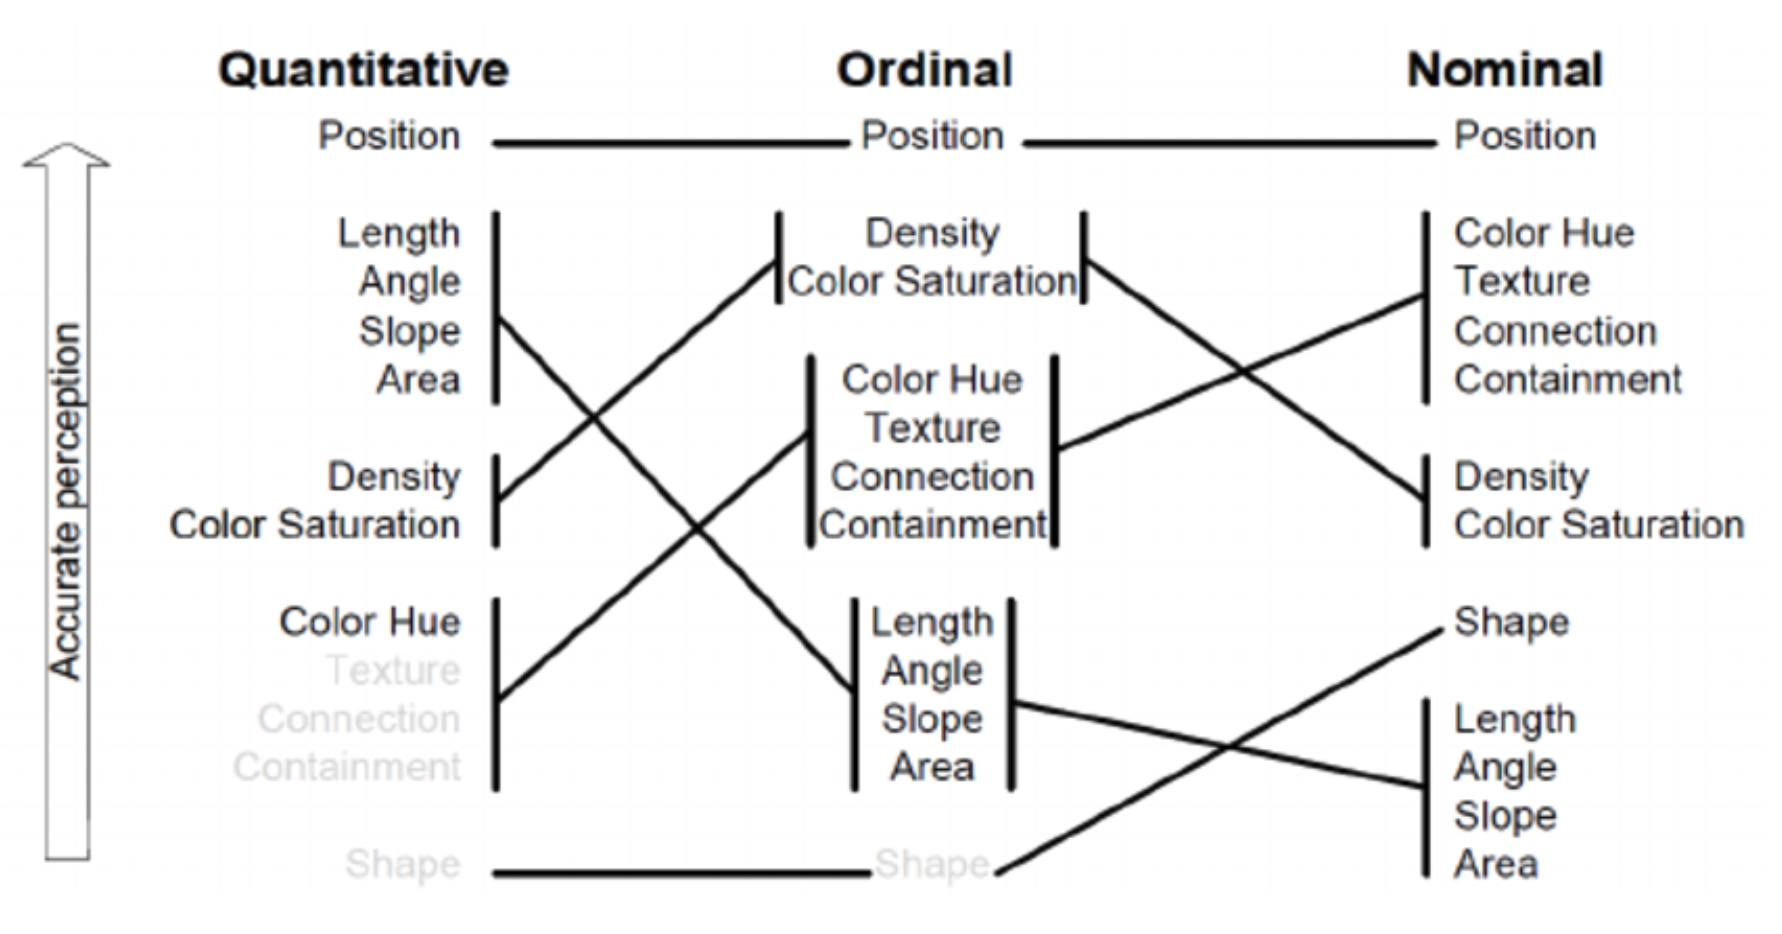 Quantitative
Ordinal
Nominal
Accurate perception
Position
Length
Angle
Slope
Area
Density
Color Saturation
Color Hue
Texture
Connection
Containment
Shape
Position
Density
Color Saturation
Color Hue
Texture
Connection
Containment
Length
Angle
Slope
Area
Shape
Position
Color Hue
Texture
Connection
Containment
Density
Color Saturation
Shape
Length
Angle
Slope
Area